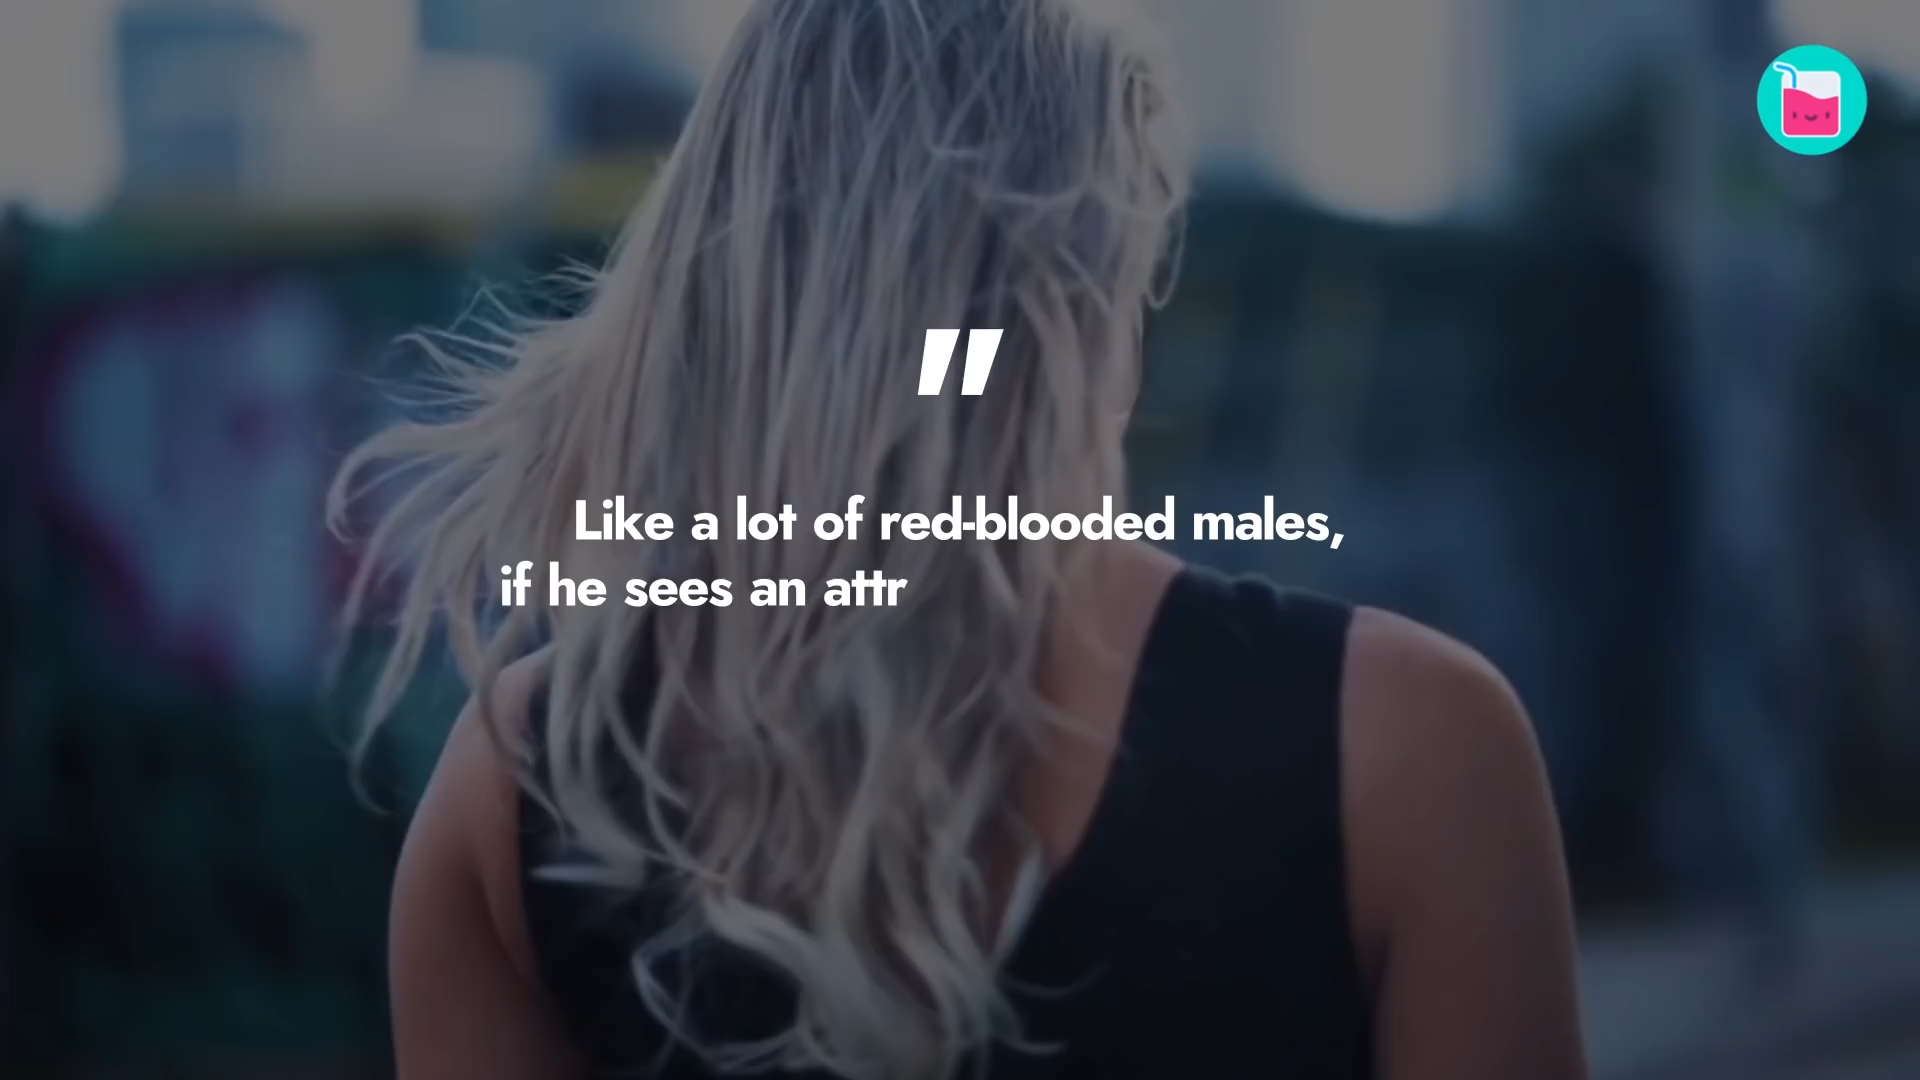 "
Like a lot of red-blooded males,
if he sees an attr